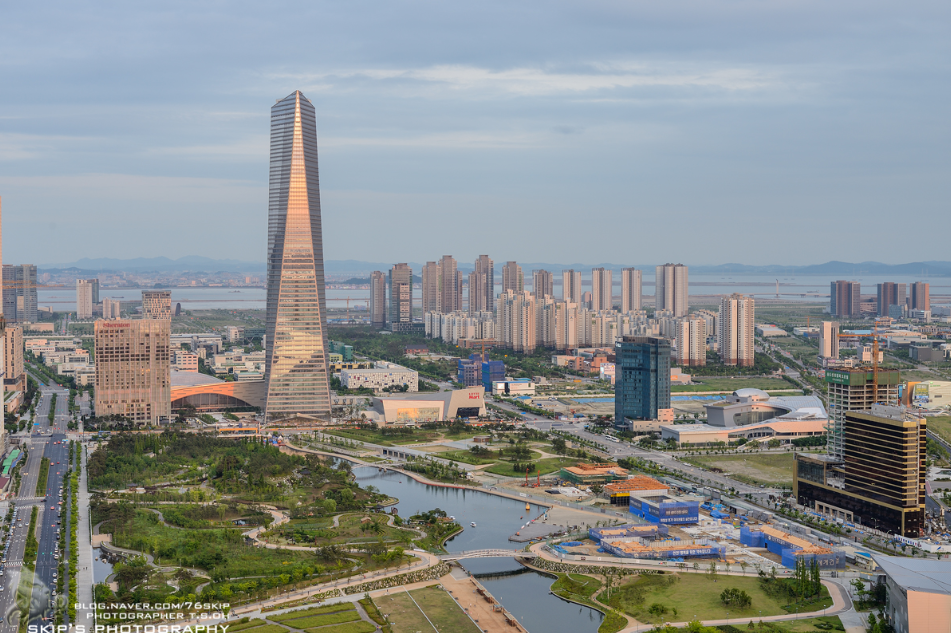 BLOG.NAVER.COM/76SKIP
PHOTOGRAPHER T.S.OH
SKIP'S PHOTOGRAPHY